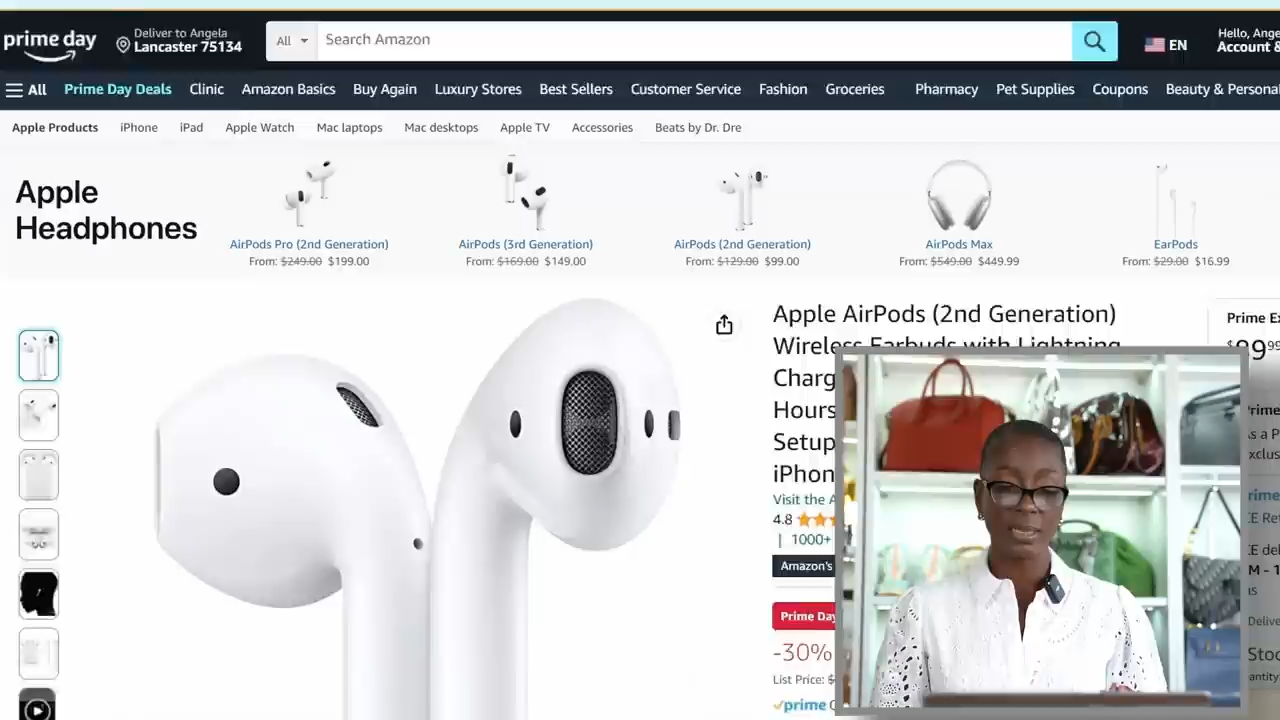 prime day
Deliver to Angela
Lancaster 75134
All
Search Amazon
EN
Hello, Ange
Account &
All
Prime Day Deals
Clinic
Amazon Basics
Buy Again
Luxury Stores
Best Sellers
Customer Service
Fashion
Groceries
Pharmacy
Pet Supplies
Coupons
Beauty & Personal
Apple Products
iPhone
iPad
Apple Watch
Mac laptops
Mac desktops
Apple TV
Accessories
Beats by Dr. Dre
Apple
Headphones
AirPods Pro (2nd Generation)
From: $249.00 $199.00
AirPods (3rd Generation)
From: $169.00 $149.00
AirPods (2nd Generation)
From: $129.00 $99.00
AirPods Max
From: $549.00 $449.99
EarPods
From: $29.00 $16.99
Apple AirPods (2nd Generation)
Wireless Earbuds with Lightning
Charg
Hours
Setup
iPhon
Visit the A
4.8
| 1000+
Amazon's
Prime Day
-30%
List Price:
prime
Prime Ex
$89 99